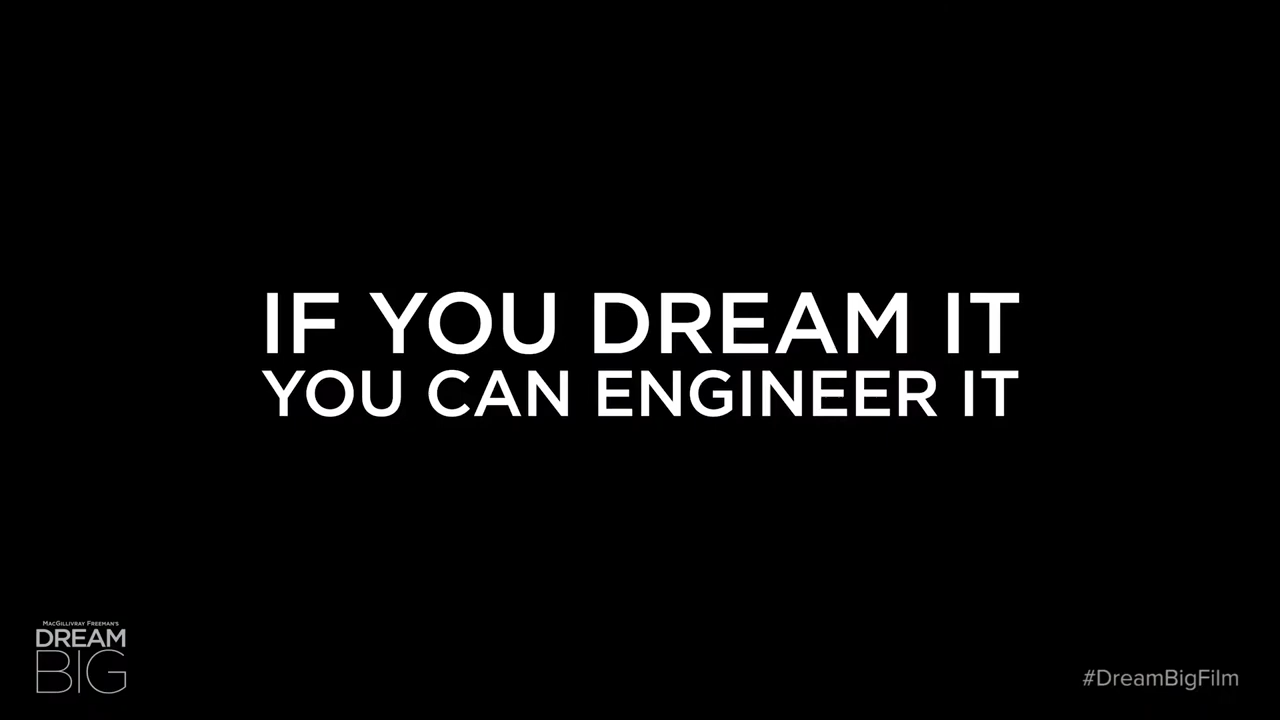 IF YOU DREAM IT
YOU CAN ENGINEER IT
MACGILLIVRAY FREEMAN'S
DREAM
BIG
#DreamBigFilm